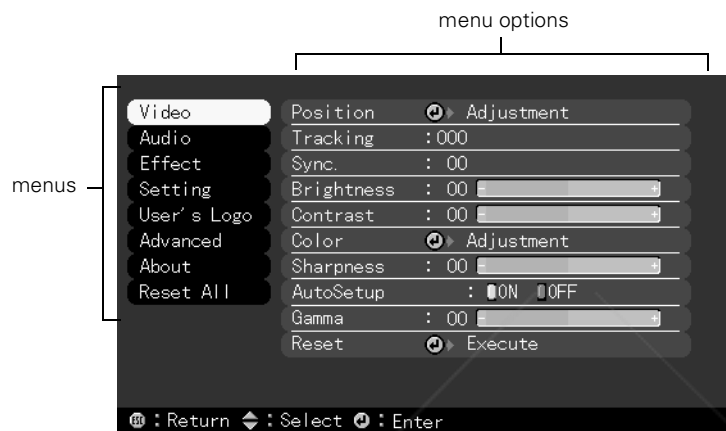 menu options
menus
Video
Audio
Effect
Setting
User's Logo
Advanced
About
Reset All
Position Adjustment
Tracking :000
Sync. : 00
Brightness : 00 - +
Contrast : 00 - +
Color Adjustment
Sharpness : 00 - +
AutoSetup : ON OFF
Gamma : 00 - +
Reset Execute
ESC : Return : Select : Enter